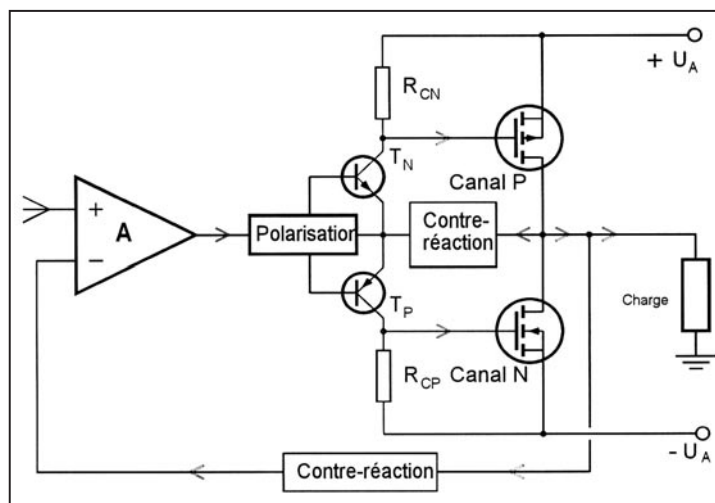 + U_A
R_CN
T_N
Canal P
+
A
−
Polarisation
Contre-
réaction
Charge
T_P
R_CP
Canal N
- U_A
Contre-réaction